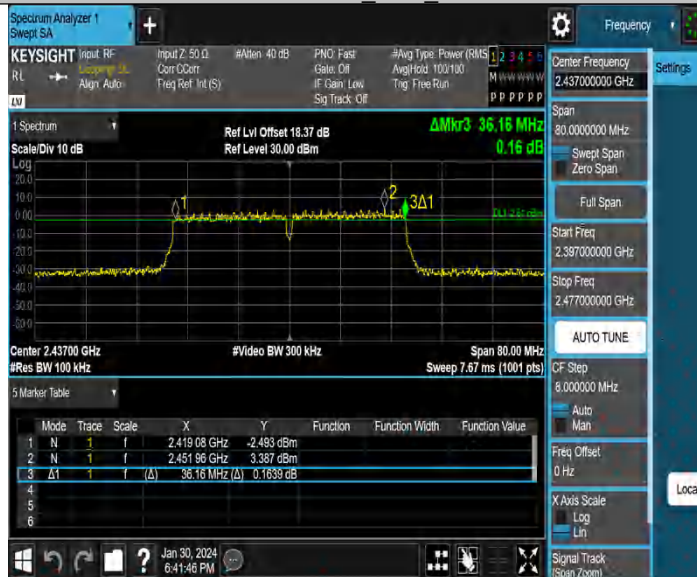 Spectrum Analyzer 1
Swept SA
Frequency
KEYSIGHT Input: RF
RL
Align: Auto
Input Z: 50 Ω
Corr CCorr
Freq Ref: Int (S)
#Atten: 40 dB
PNO: Fast
Gate: Off
IF Gain: Low
Sig Track: Off
#Avg Type: Power (RMS
Avg|Hold: 100/100
Trig: Free Run
1 2 3 4 5 6
M W W W W W
P P P P P P
LXI
1 Spectrum
Scale/Div 10 dB
Ref Lvl Offset 18.37 dB
Ref Level 30.00 dBm
ΔMkr3 36.16 MHz
0.16 dB
Log
20.0
10.0
0.00
-10.0
-20.0
-30.0
-40.0
-50.0
-60.0
1
2
3Δ1
Center 2.43700 GHz
#Res BW 100 kHz
#Video BW 300 kHz
Span 80.00 MHz
Sweep 7.67 ms (1001 pts)
5 Marker Table
Mode Trace Scale X Y Function Function Width Function Value
1 N 1 f 2.419 08 GHz -2.493 dBm
2 N 1 f 2.451 96 GHz 3.387 dBm
3 Δ1 1 f (Δ) 36.16 MHz (Δ) 0.1639 dB
4
5
6
Jan 30, 2024
6:41:46 PM
Center Frequency
2.437000000 GHz
Settings
Span
80.0000000 MHz
Swept Span
Zero Span
Full Span
Start Freq
2.397000000 GHz
Stop Freq
2.477000000 GHz
AUTO TUNE
CF Step
8.000000 MHz
Auto
Man
Freq Offset
0 Hz
X Axis Scale
Log
Lin
Loca
Signal Track
(Span Zoom)